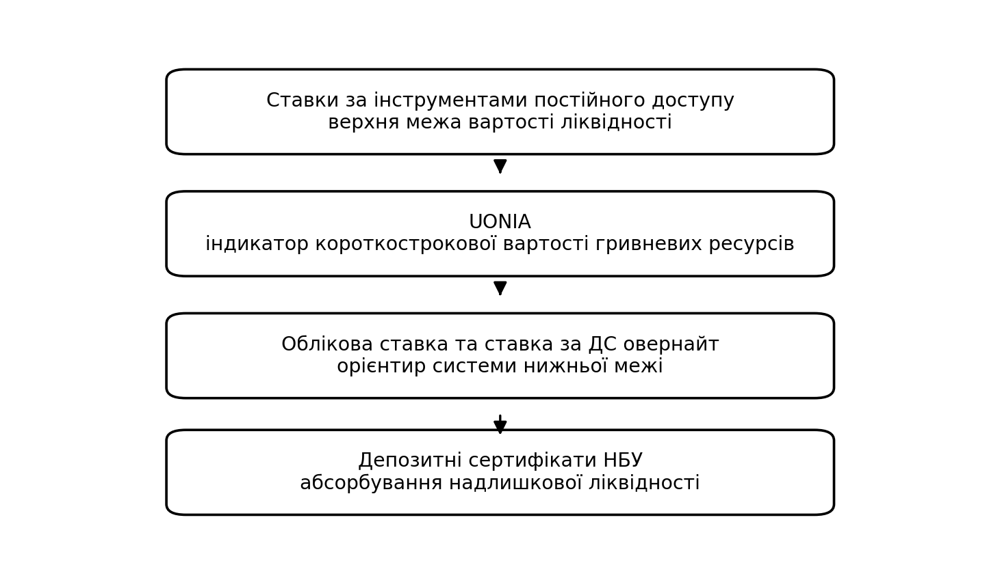 Ставки за інструментами постійного доступу
верхня межа вартості ліквідності
UONIA
індикатор короткострокової вартості гривневих ресурсів
Облікова ставка та ставка за ДС овернайт
орієнтир системи нижньої межі
Депозитні сертифікати НБУ
абсорбування надлишкової ліквідності